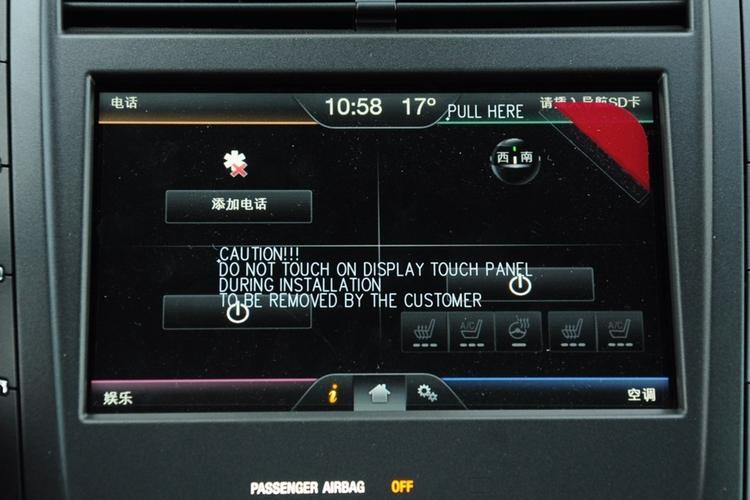 电话
10:58 17°
请插入导航SD卡
PULL HERE
西 南
添加电话
CAUTION!!!
DO NOT TOUCH ON DISPLAY TOUCH PANEL
DURING INSTALLATION
TO BE REMOVED BY THE CUSTOMER
A/C A/C
娱乐
i
空调
PASSENGER AIRBAG OFF